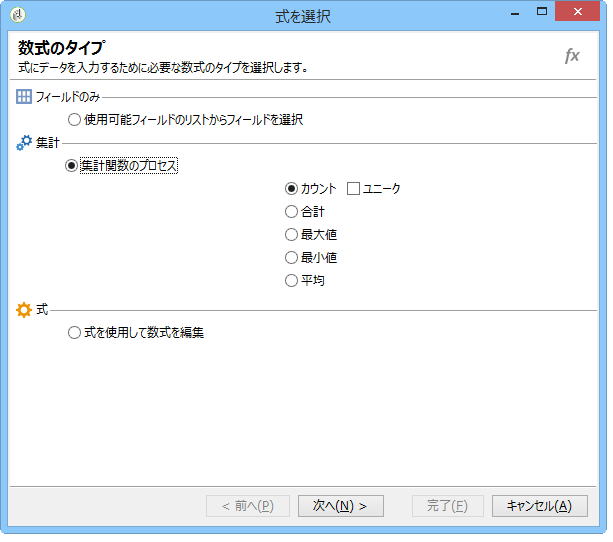 式を選択
数式のタイプ
式にデータを入力するために必要な数式のタイプを選択します。
fx
フィールドのみ
使用可能フィールドのリストからフィールドを選択
集計
集計関数のプロセス
カウント ユニーク
合計
最大値
最小値
平均
式
式を使用して数式を編集
< 前へ(P) 次へ(N) > 完了(F) キャンセル(A)